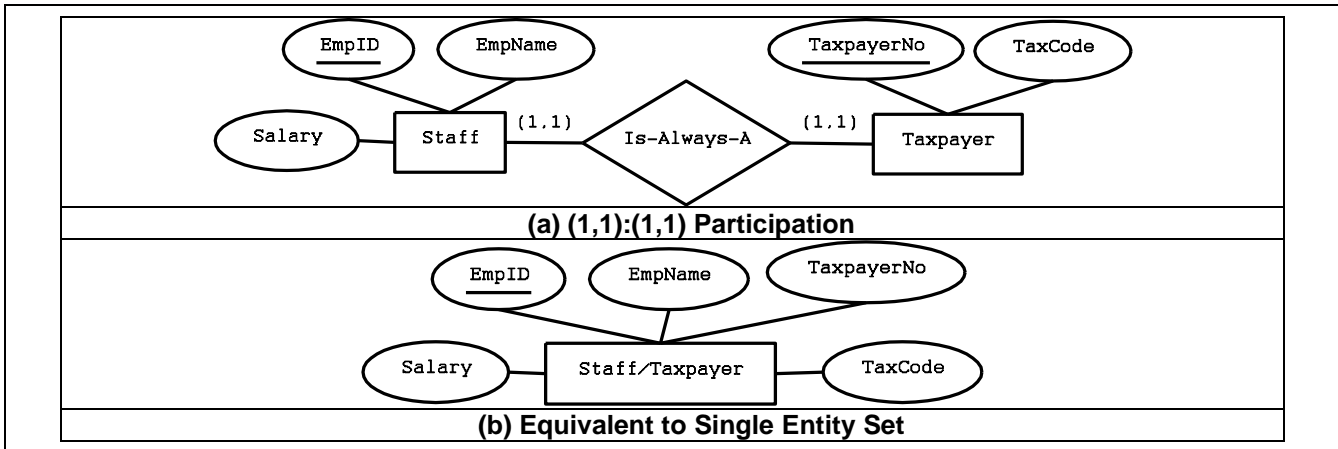 EmpID EmpName TaxpayerNo TaxCode
Salary Staff (1,1) Is-Always-A (1,1) Taxpayer
(a) (1,1):(1,1) Participation
EmpID EmpName TaxpayerNo
Salary Staff/Taxpayer TaxCode
(b) Equivalent to Single Entity Set